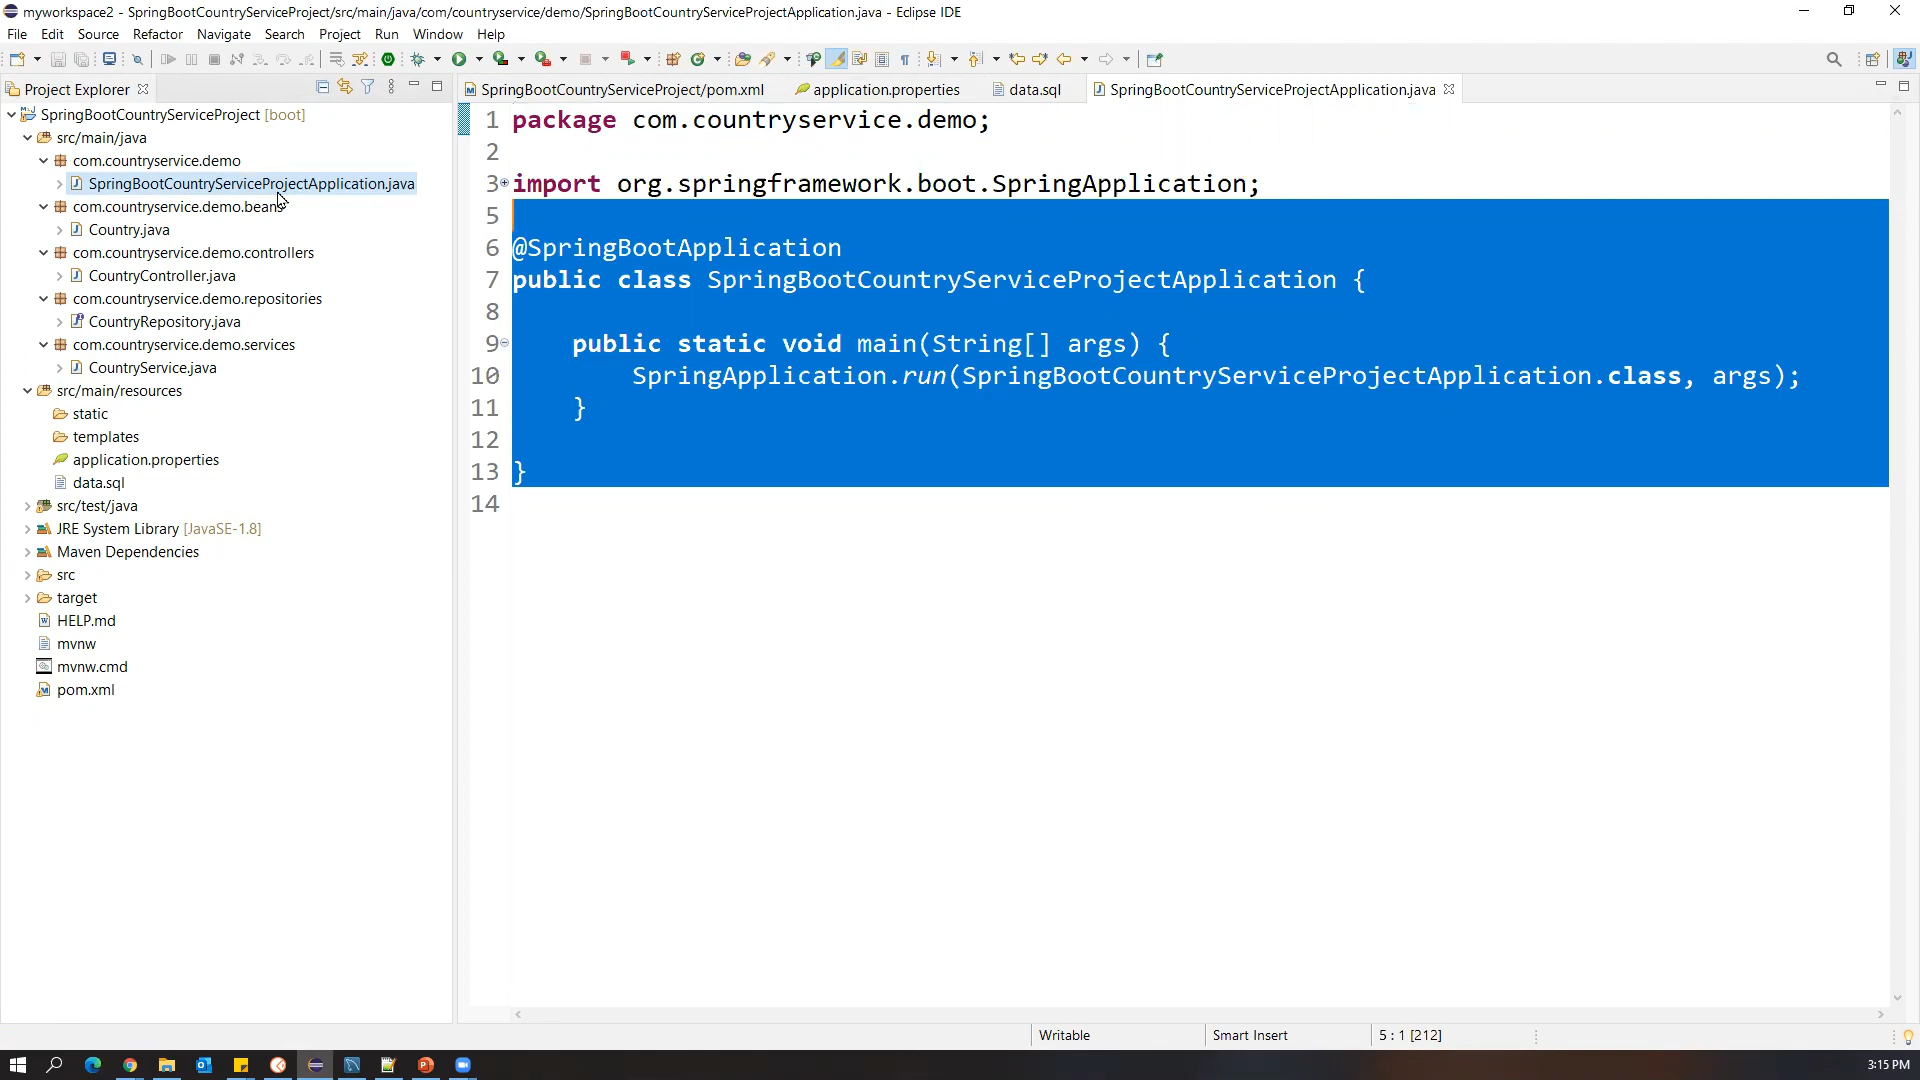 myworkspace2 - SpringBootCountryServiceProject/src/main/java/com/countryservice/demo/SpringBootCountryServiceProjectApplication.java - Eclipse IDE
File Edit Source Refactor Navigate Search Project Run Window Help
Project Explorer
SpringBootCountryServiceProject [boot]
src/main/java
com.countryservice.demo
SpringBootCountryServiceProjectApplication.java
com.countryservice.demo.beans
Country.java
com.countryservice.demo.controllers
CountryController.java
com.countryservice.demo.repositories
CountryRepository.java
com.countryservice.demo.services
CountryService.java
src/main/resources
static
templates
application.properties
data.sql
src/test/java
JRE System Library [JavaSE-1.8]
Maven Dependencies
src
target
HELP.md
mvnw
mvnw.cmd
pom.xml
SpringBootCountryServiceProject/pom.xml application.properties data.sql SpringBootCountryServiceProjectApplication.java
1 package com.countryservice.demo;
2
3 import org.springframework.boot.SpringApplication;
5
6 @SpringBootApplication
7 public class SpringBootCountryServiceProjectApplication {
8
9 public static void main(String[] args) {
10 SpringApplication.run(SpringBootCountryServiceProjectApplication.class, args);
11 }
12
13 }
14
Writable Smart Insert 5 : 1 [212]
3:15 PM